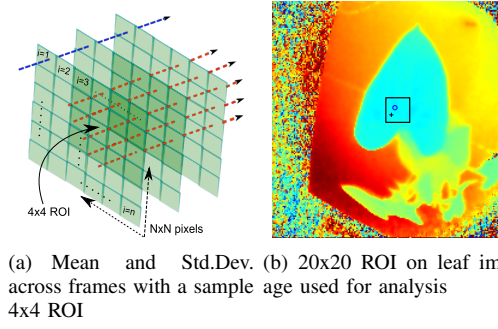 i=1
i=2
i=3
i=n
4x4 ROI
NxN pixels
(a) Mean and Std.Dev.
across frames with a sample
4x4 ROI
(b) 20x20 ROI on leaf im
age used for analysis